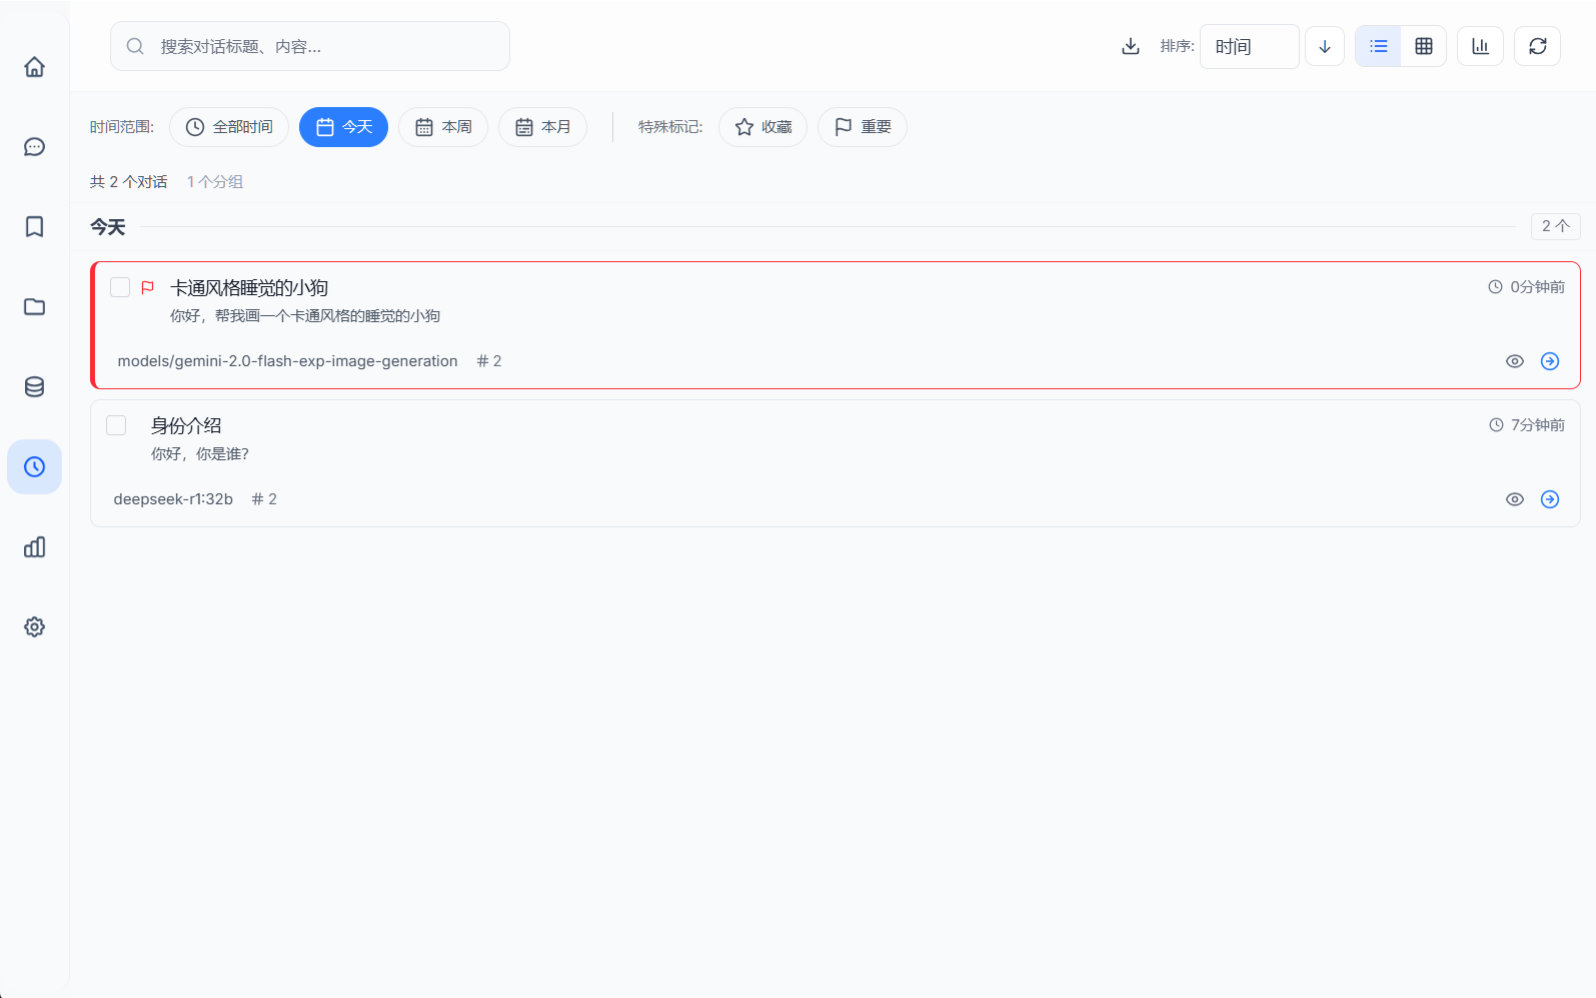 搜索对话标题、内容...
排序: 时间
时间范围: 全部时间 今天 本周 本月 特殊标记: 收藏 重要
共 2 个对话 1 个分组
今天 2 个
卡通风格睡觉的小狗 0分钟前
你好，帮我画一个卡通风格的睡觉的小狗
models/gemini-2.0-flash-exp-image-generation # 2
身份介绍 7分钟前
你好，你是谁?
deepseek-r1:32b # 2